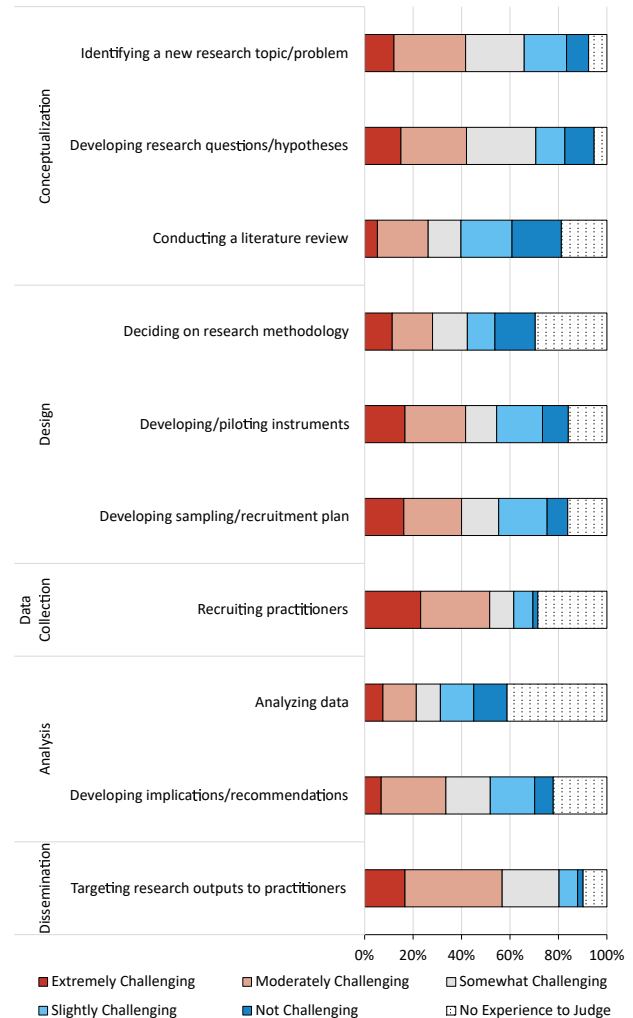 Conceptualization
Identifying a new research topic/problem
Developing research questions/hypotheses
Conducting a literature review
Design
Deciding on research methodology
Developing/piloting instruments
Developing sampling/recruitment plan
Data
Collection
Recruiting practitioners
Analysis
Analyzing data
Developing implications/recommendations
Dissemination
Targeting research outputs to practitioners
0% 20% 40% 60% 80% 100%
Extremely Challenging Moderately Challenging Somewhat Challenging
Slightly Challenging Not Challenging No Experience to Judge